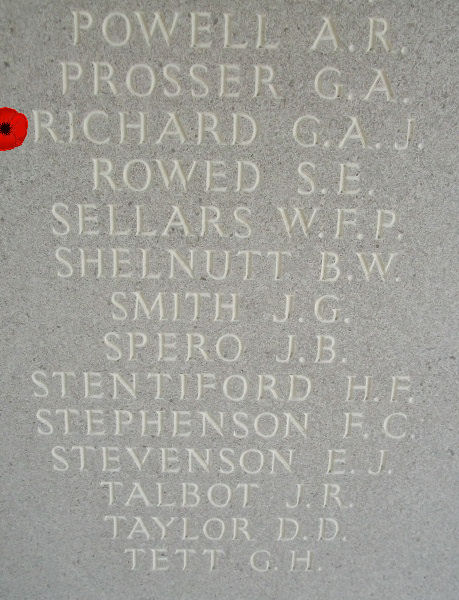 POWELL A.R.
PROSSER G.A.
RICHARD G.A.J.
ROWED S.E.
SELLARS W.F.P.
SHELNUTT B.W.
SMITH J.G.
SPERO J.B.
STENTIFORD H.F.
STEPHENSON F.C.
STEVENSON E.J.
TALBOT J.R.
TAYLOR D.D.
TETT G.H.